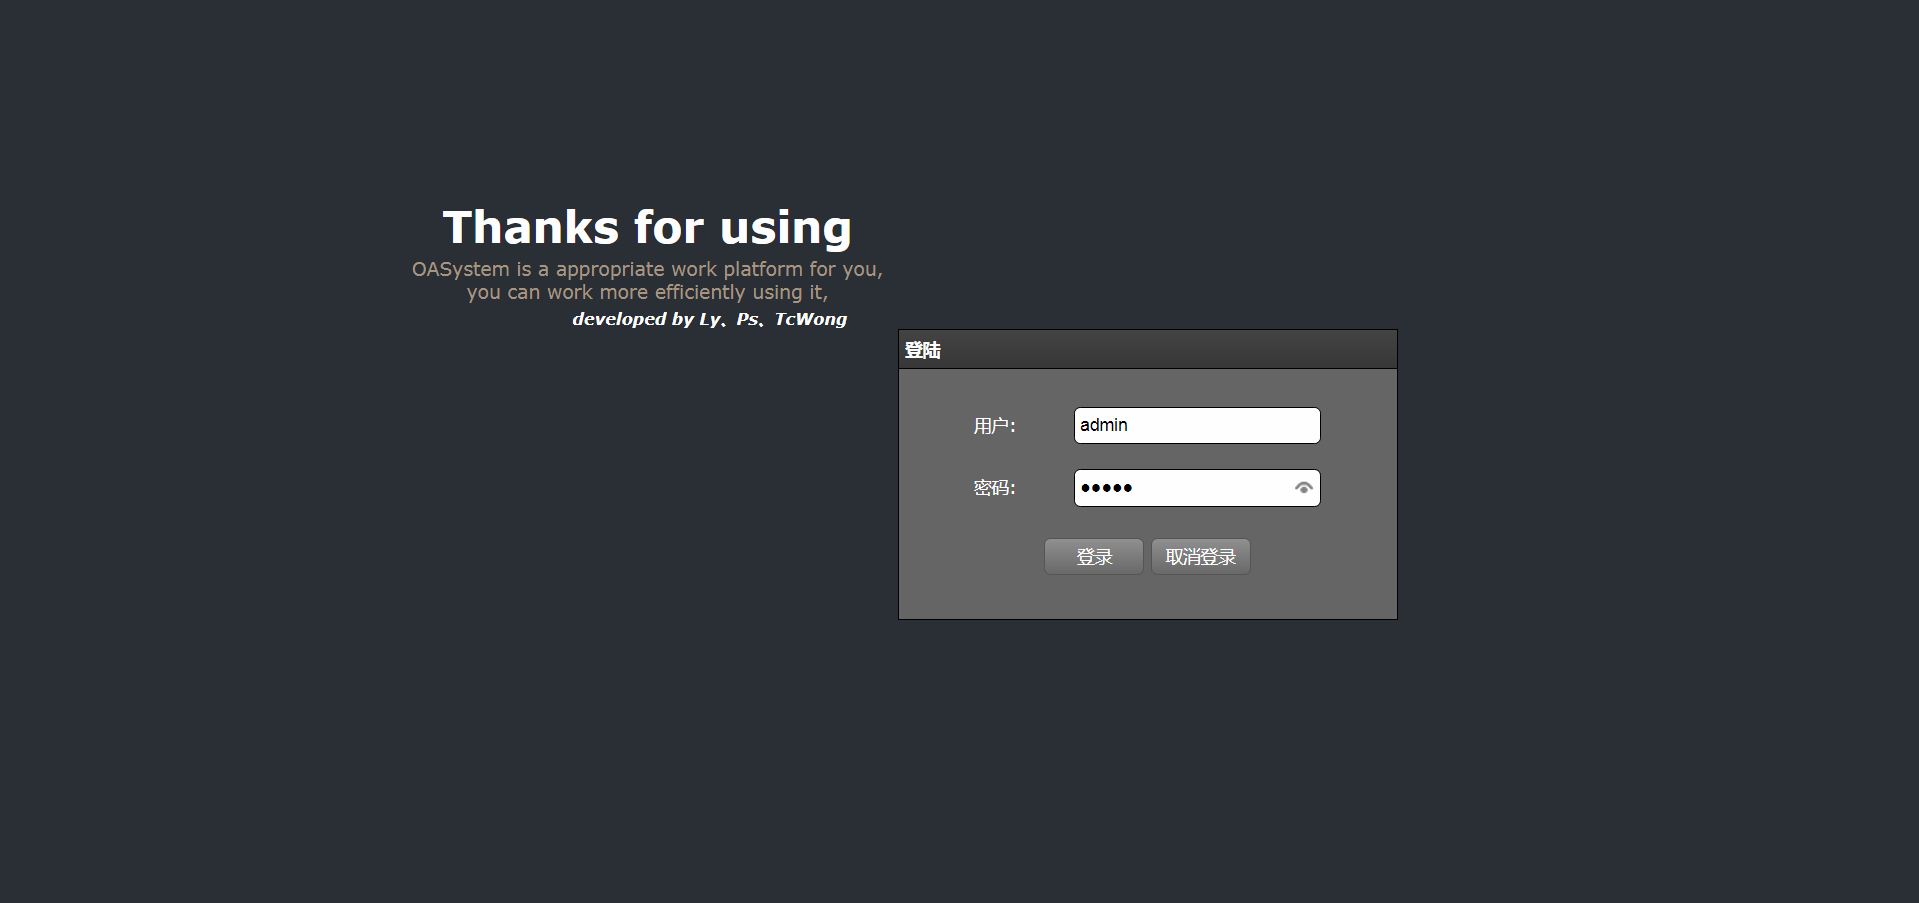 Thanks for using
OASystem is a appropriate work platform for you,
you can work more efficiently using it,
developed by Ly、Ps、TcWong
登陆
用户: admin
密码: •••••
登录 取消登录